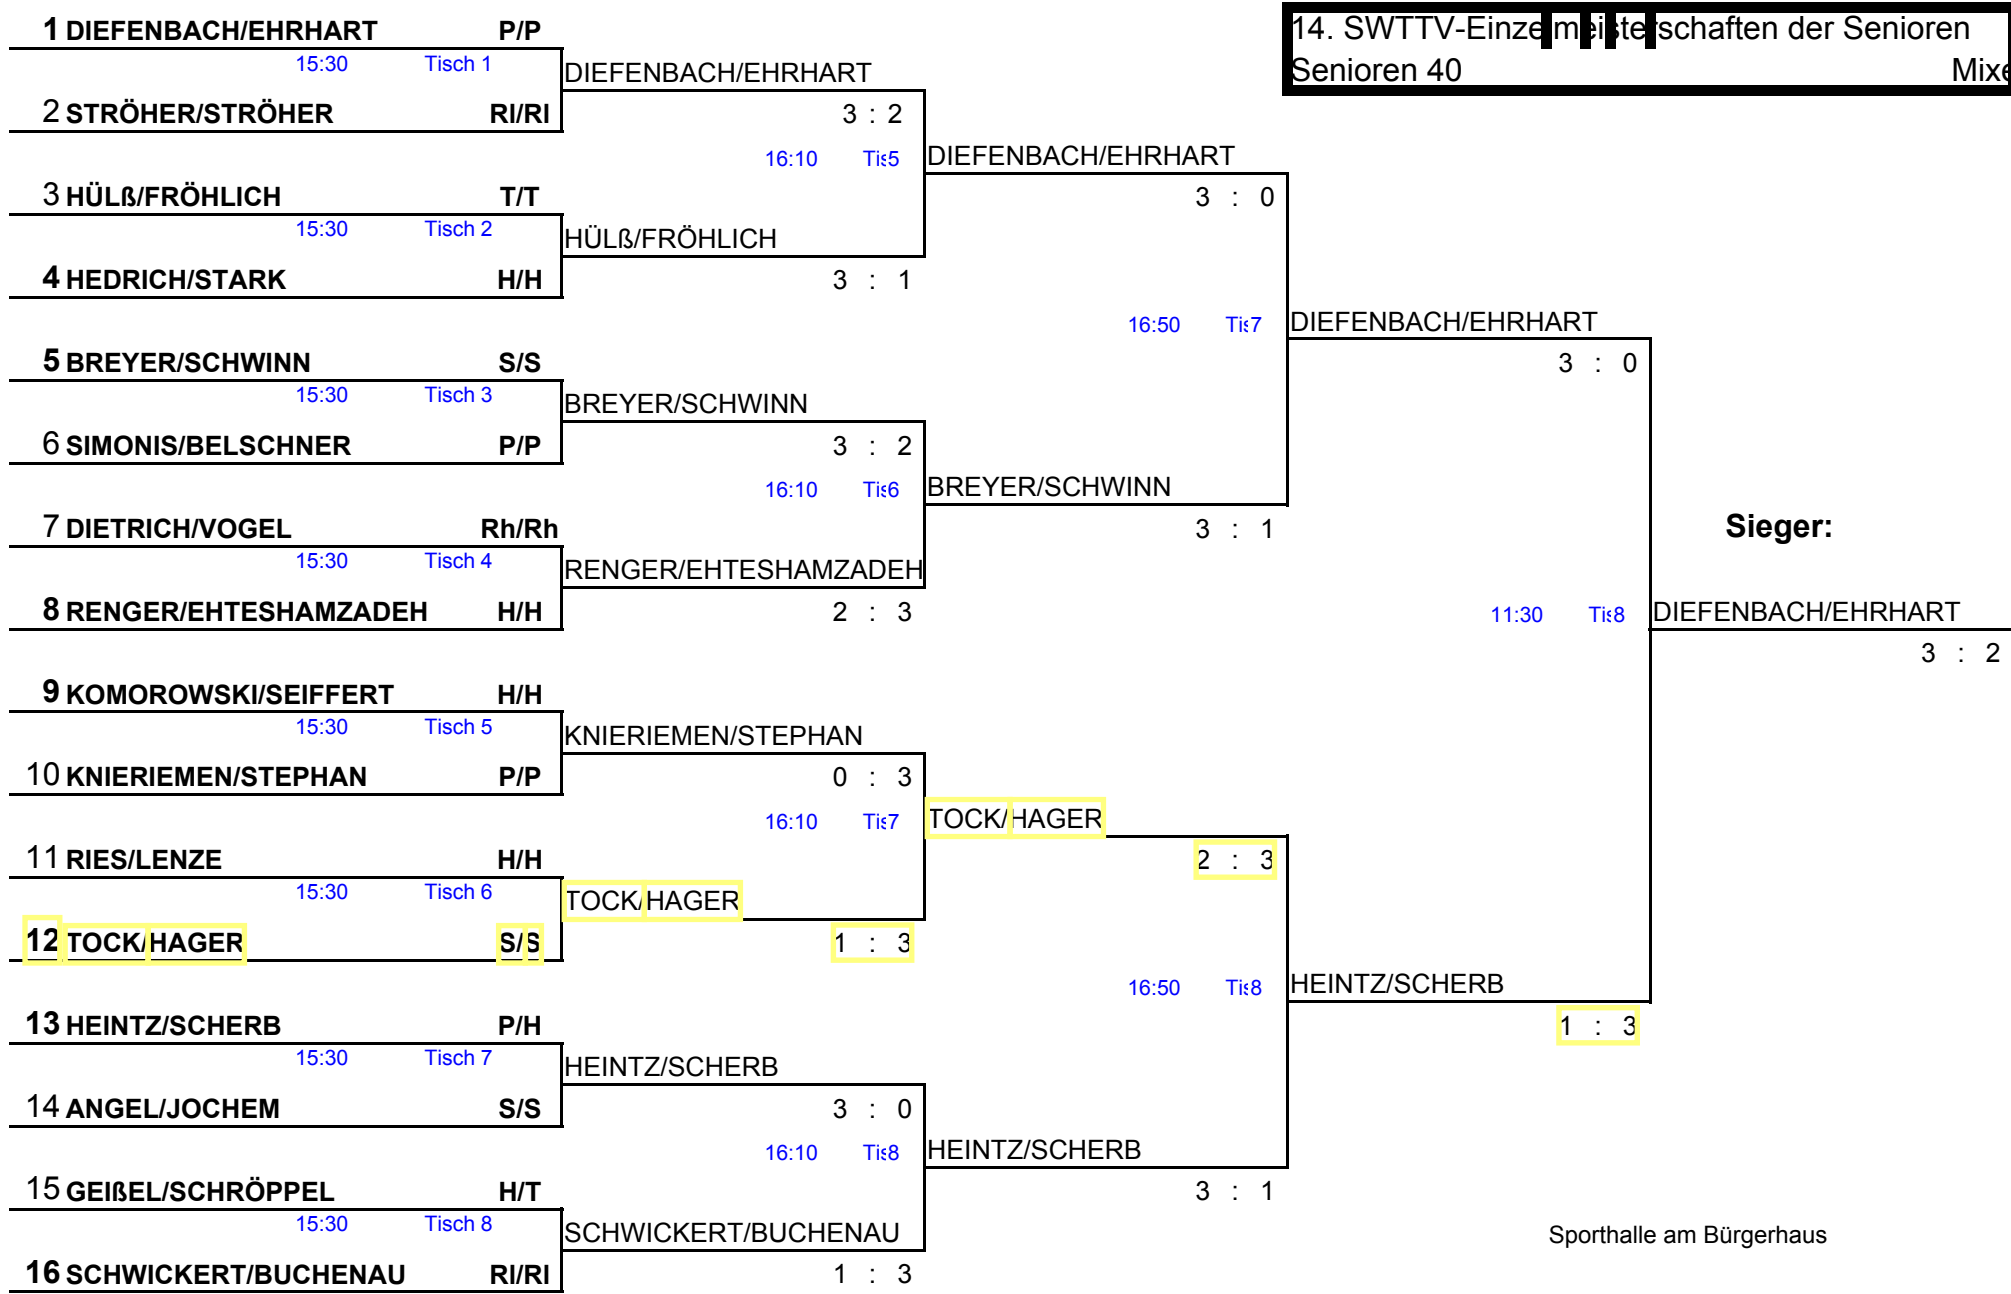 14. SWTTV-Einzelmeisterschaften der Senioren
Senioren 40 Mixe
1 DIEFENBACH/EHRHART P/P
15:30 Tisch 1
DIEFENBACH/EHRHART
2 STRÖHER/STRÖHER RI/RI
3 : 2
16:10 Tis5
DIEFENBACH/EHRHART
3 HÜLß/FRÖHLICH T/T
3 : 0
15:30 Tisch 2
HÜLß/FRÖHLICH
4 HEDRICH/STARK H/H
3 : 1
16:50 Tis7
DIEFENBACH/EHRHART
5 BREYER/SCHWINN S/S
3 : 0
15:30 Tisch 3
BREYER/SCHWINN
6 SIMONIS/BELSCHNER P/P
3 : 2
16:10 Tis6
BREYER/SCHWINN
7 DIETRICH/VOGEL Rh/Rh
3 : 1
Sieger:
15:30 Tisch 4
RENGER/EHTESHAMZADEH
8 RENGER/EHTESHAMZADEH H/H
2 : 3
11:30 Tis8
DIEFENBACH/EHRHART
3 : 2
9 KOMOROWSKI/SEIFFERT H/H
15:30 Tisch 5
KNIERIEMEN/STEPHAN
10 KNIERIEMEN/STEPHAN P/P
0 : 3
16:10 Tis7
TOCK/HAGER
11 RIES/LENZE H/H
2 : 3
15:30 Tisch 6
TOCK/HAGER
12 TOCK/HAGER S/S
1 : 3
16:50 Tis8
HEINTZ/SCHERB
13 HEINTZ/SCHERB P/H
1 : 3
15:30 Tisch 7
HEINTZ/SCHERB
14 ANGEL/JOCHEM S/S
3 : 0
16:10 Tis8
HEINTZ/SCHERB
15 GEIßEL/SCHRÖPPEL H/T
3 : 1
15:30 Tisch 8
SCHWICKERT/BUCHENAU
Sporthalle am Bürgerhaus
16 SCHWICKERT/BUCHENAU RI/RI
1 : 3